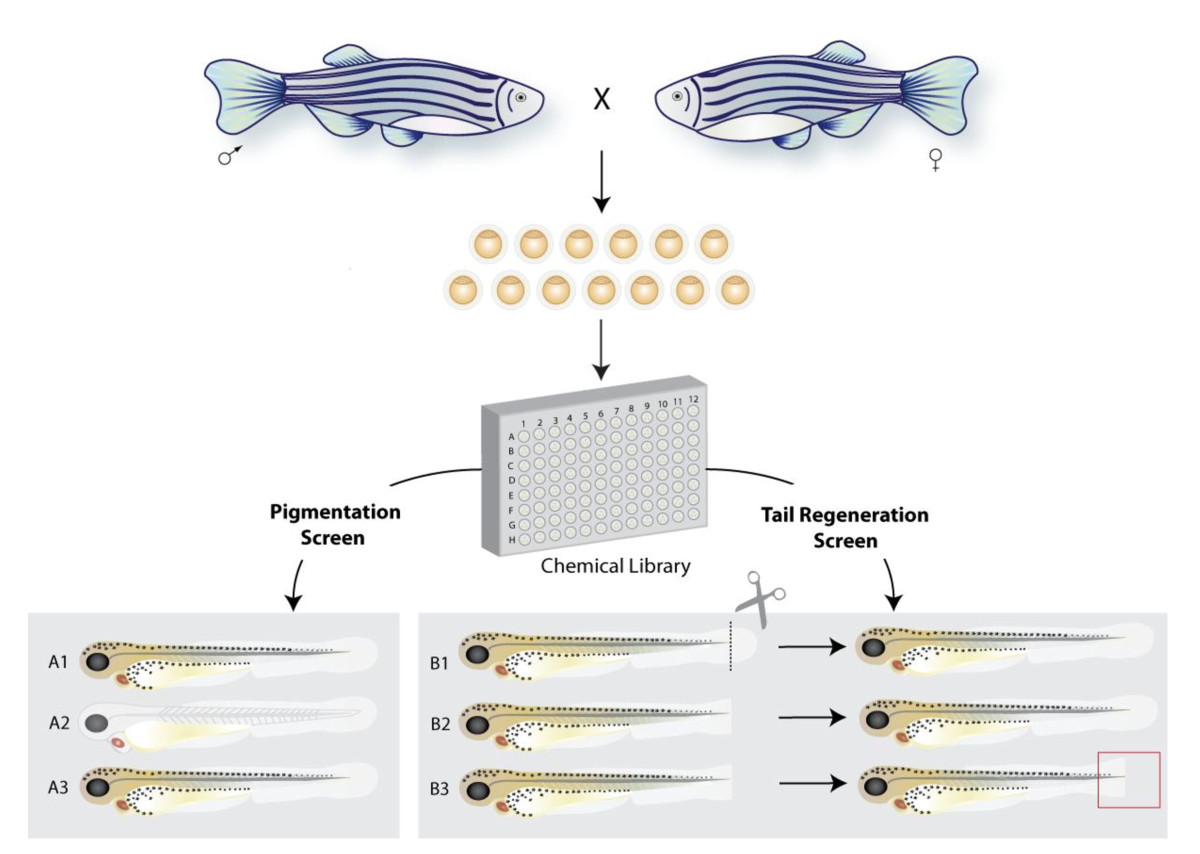 ♂
X
♀
1 2 3 4 5 6 7 8 9 10 11 12
A
B
C
D
E
F
G
H
Pigmentation
Screen
Tail Regeneration
Screen
Chemical Library
A1
A2
A3
B1
B2
B3